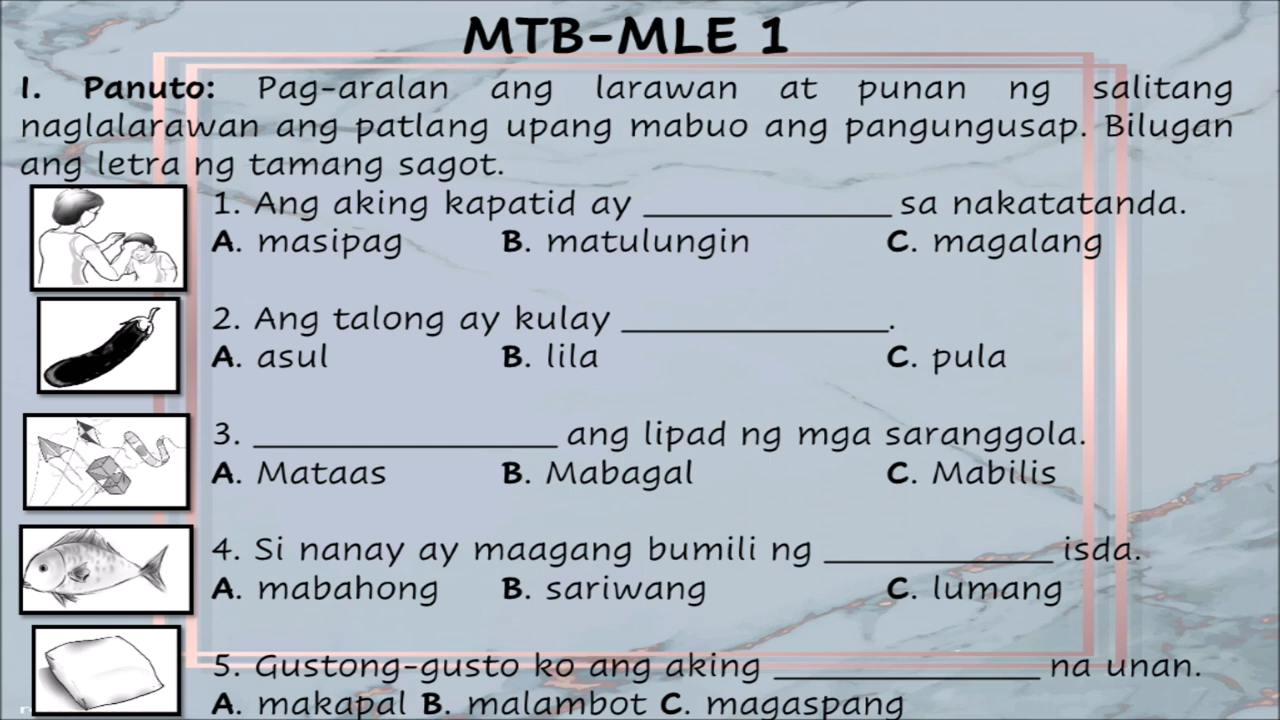 MTB-MLE 1
I. Panuto: Pag-aralan ang larawan at punan ng salitang
naglalarawan ang patlang upang mabuo ang pangungusap. Bilugan
ang letra ng tamang sagot.
1. Ang aking kapatid ay ______________ sa nakatatanda.
A. masipag B. matulungin C. magalang
2. Ang talong ay kulay _______________.
A. asul B. lila C. pula
3. _________________ ang lipad ng mga saranggola.
A. Mataas B. Mabagal C. Mabilis
4. Si nanay ay maagang bumili ng _____________ isda.
A. mabahong B. sariwang C. lumang
5. Gustong-gusto ko ang aking _______________ na unan.
A. makapal B. malambot C. magaspang